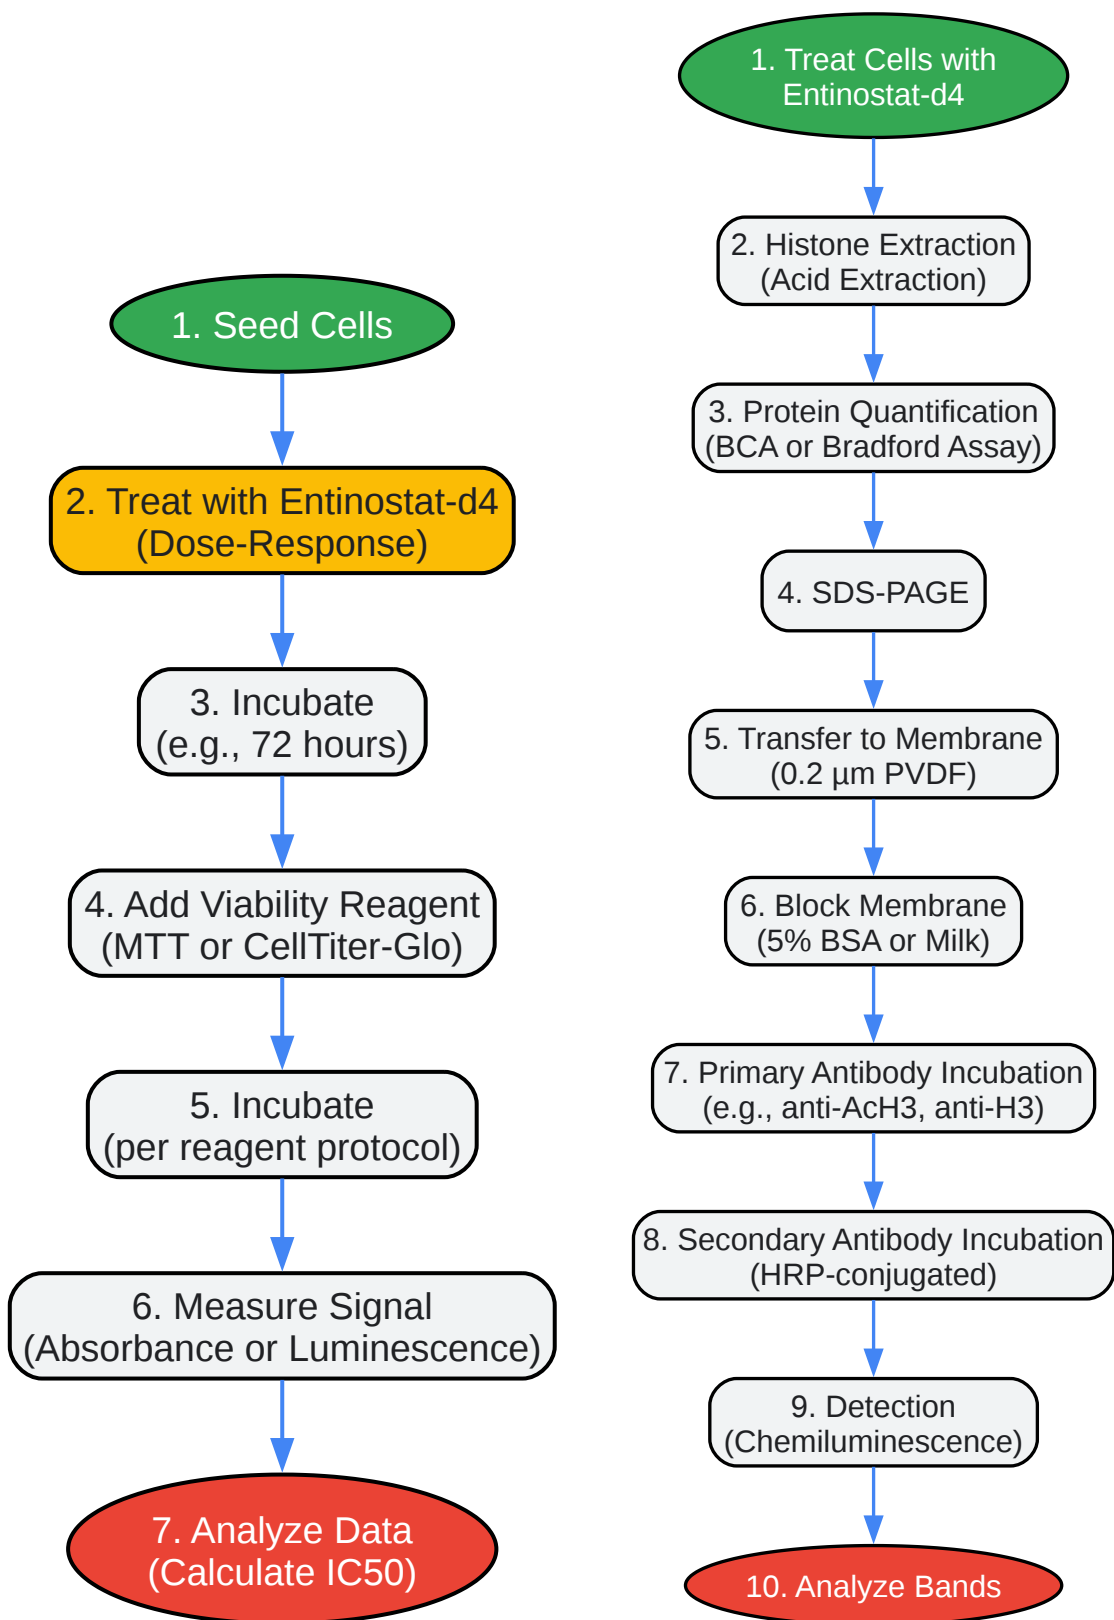 1. Seed Cells
2. Treat with Entinostat-d4
(Dose-Response)
3. Incubate
(e.g., 72 hours)
4. Add Viability Reagent
(MTT or CellTiter-Glo)
5. Incubate
(per reagent protocol)
6. Measure Signal
(Absorbance or Luminescence)
7. Analyze Data
(Calculate IC50)
1. Treat Cells with
Entinostat-d4
2. Histone Extraction
(Acid Extraction)
3. Protein Quantification
(BCA or Bradford Assay)
4. SDS-PAGE
5. Transfer to Membrane
(0.2 µm PVDF)
6. Block Membrane
(5% BSA or Milk)
7. Primary Antibody Incubation
(e.g., anti-AcH3, anti-H3)
8. Secondary Antibody Incubation
(HRP-conjugated)
9. Detection
(Chemiluminescence)
10. Analyze Bands